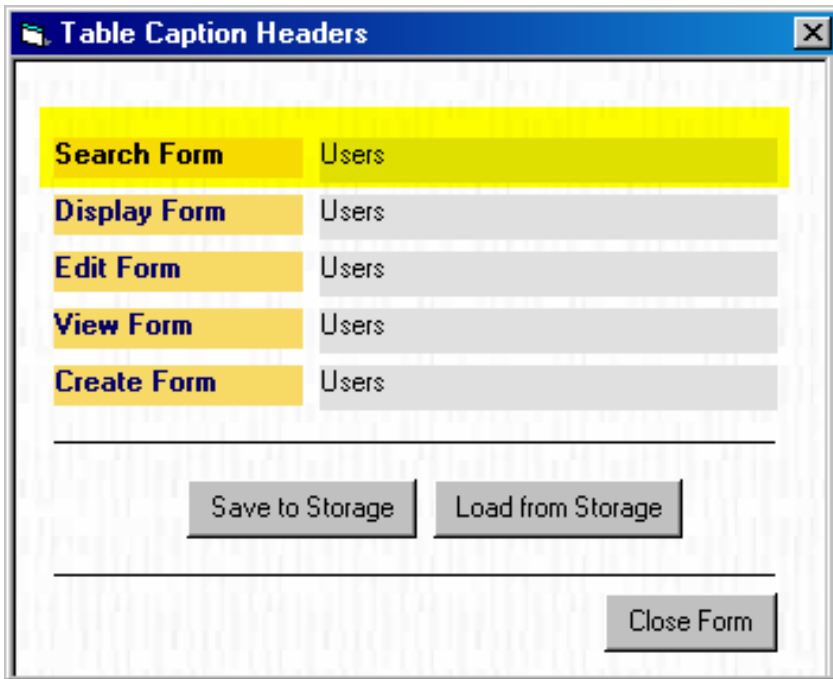 Table Caption Headers
Search Form Users
Display Form Users
Edit Form Users
View Form Users
Create Form Users
Save to Storage Load from Storage
Close Form